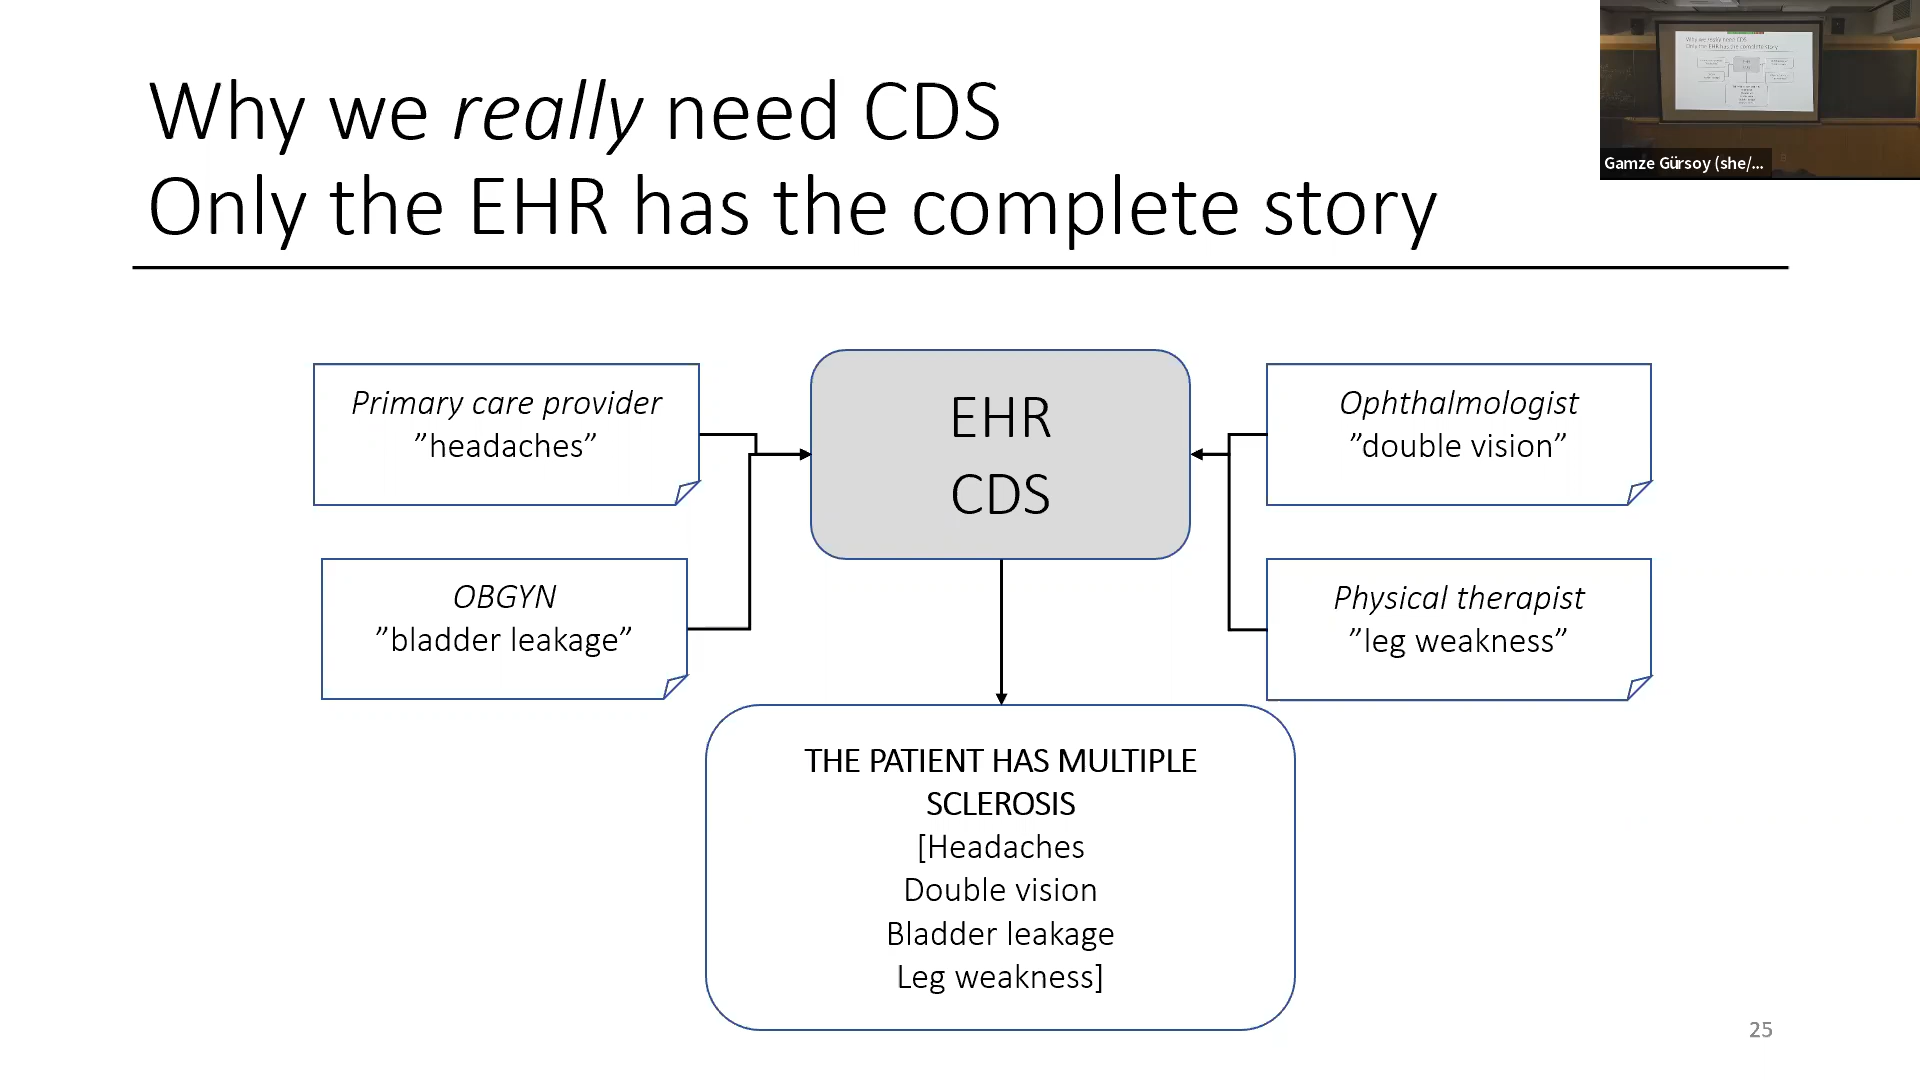 Why we really need CDS
Only the EHR has the complete story
Gamze Gürsoy (she/...
Primary care provider
”headaches”
EHR
CDS
Ophthalmologist
”double vision”
OBGYN
”bladder leakage”
Physical therapist
”leg weakness”
THE PATIENT HAS MULTIPLE
SCLEROSIS
[Headaches
Double vision
Bladder leakage
Leg weakness]
25